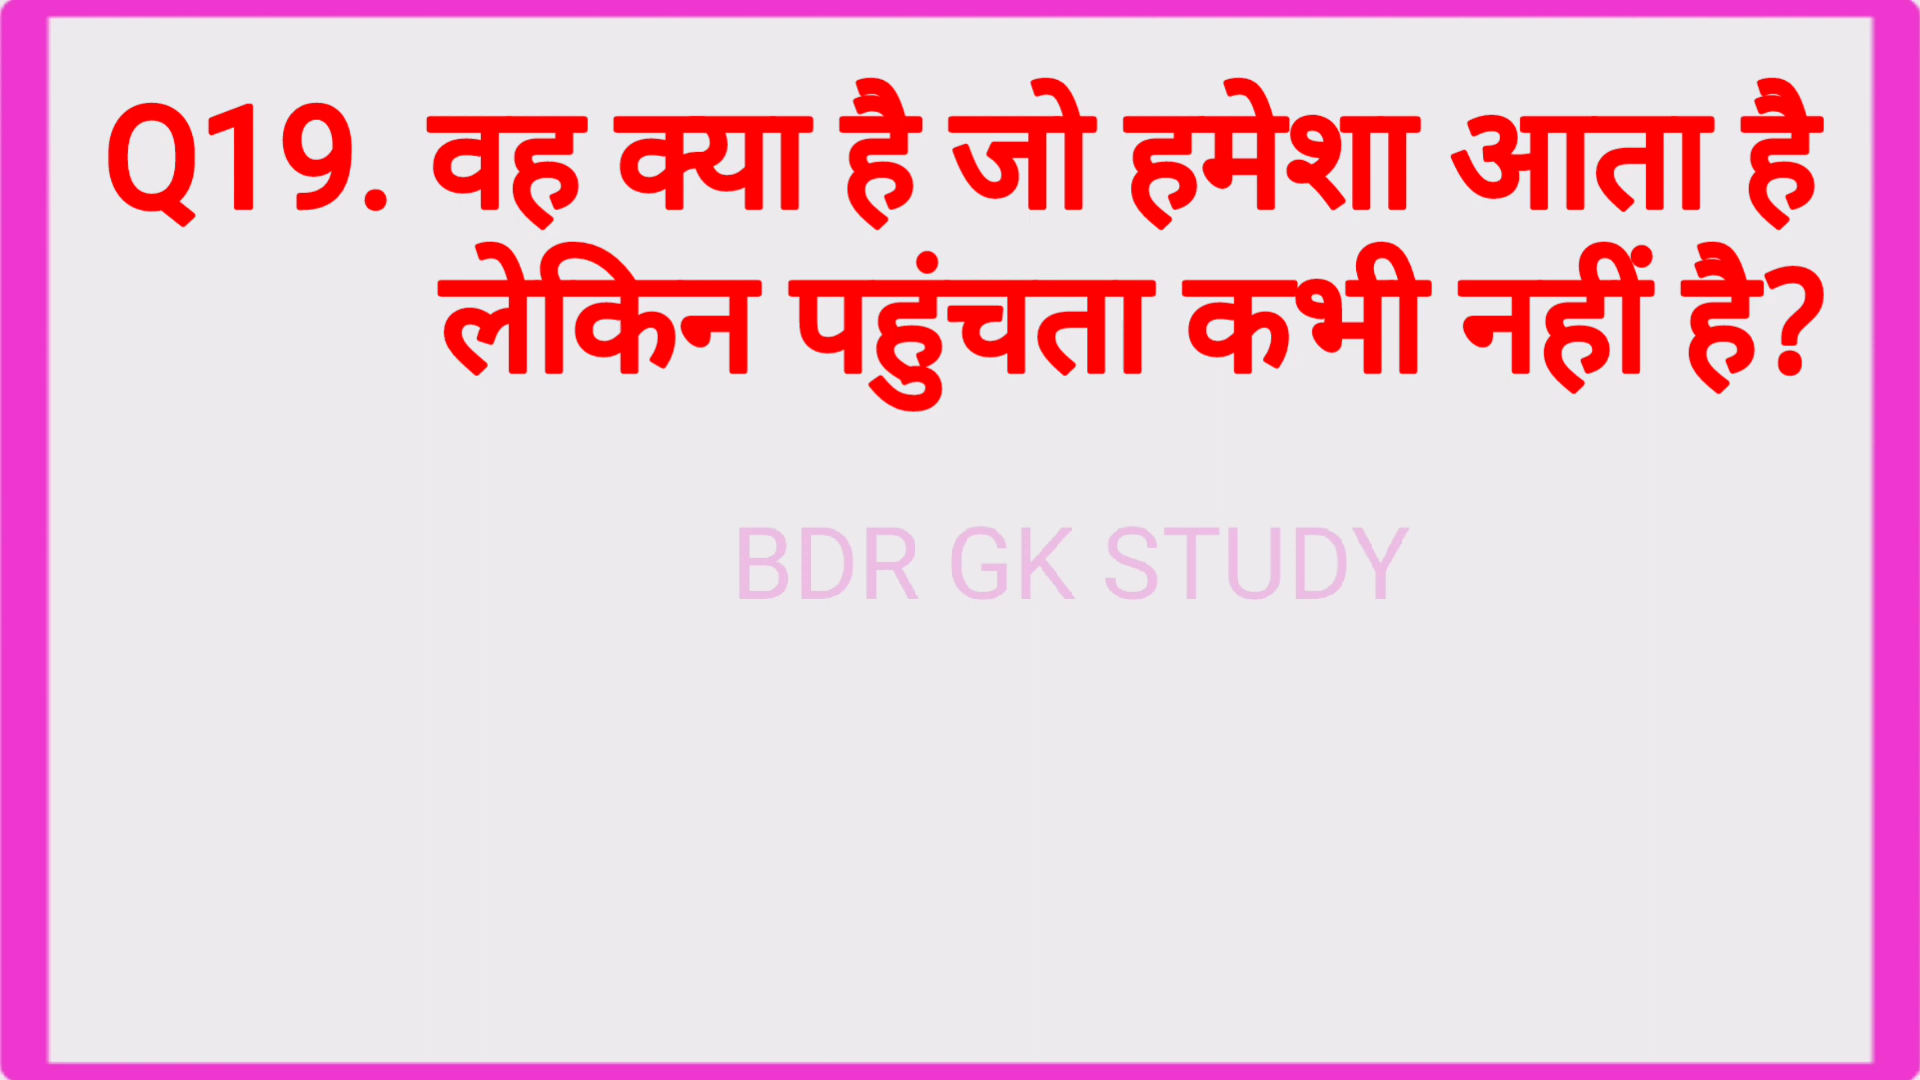 Q19. वह क्या है जो हमेशा आता है
लेकिन पहुंचता कभी नहीं है?
BDR GK STUDY